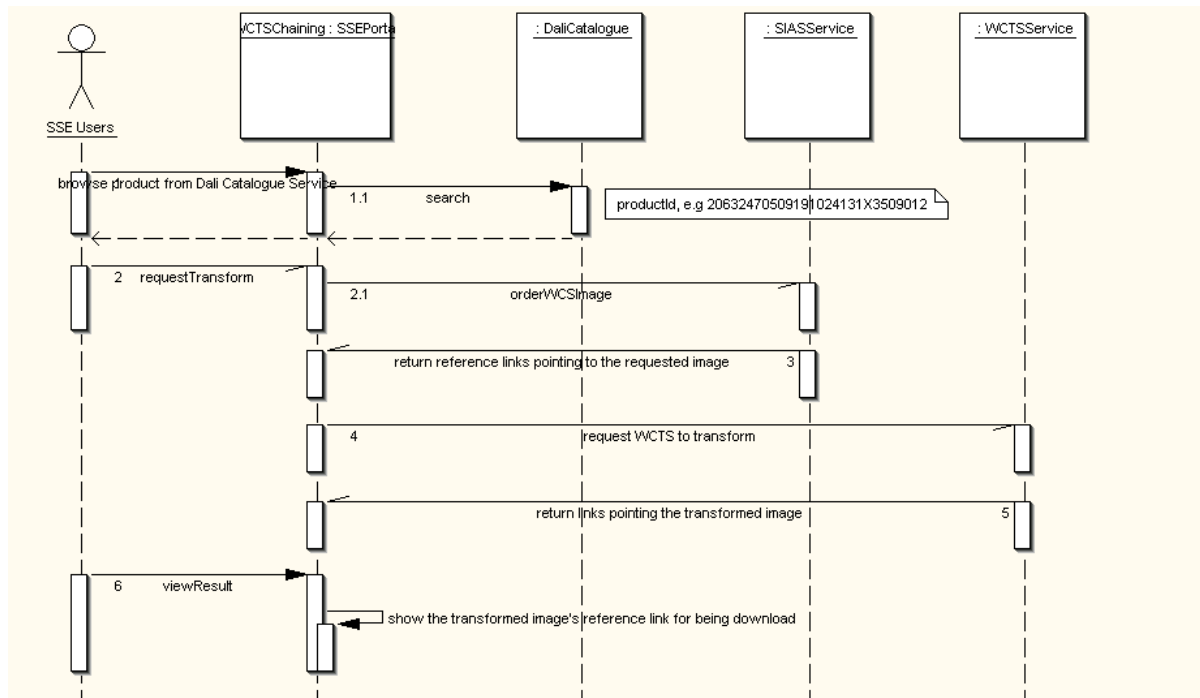 WCTSChaining : SSEPorta
: DaliCatalogue
: SIASService
: WCTSService
SSE Users
1
browse product from Dali Catalogue Service
1.1 search
productId, e.g 20632470509191024131X3509012
2 requestTransform
2.1 orderWCSImage
return reference links pointing to the requested image 3
4 request WCTS to transform
return links pointing the transformed image 5
6 viewResult
show the transformed image's reference link for being download